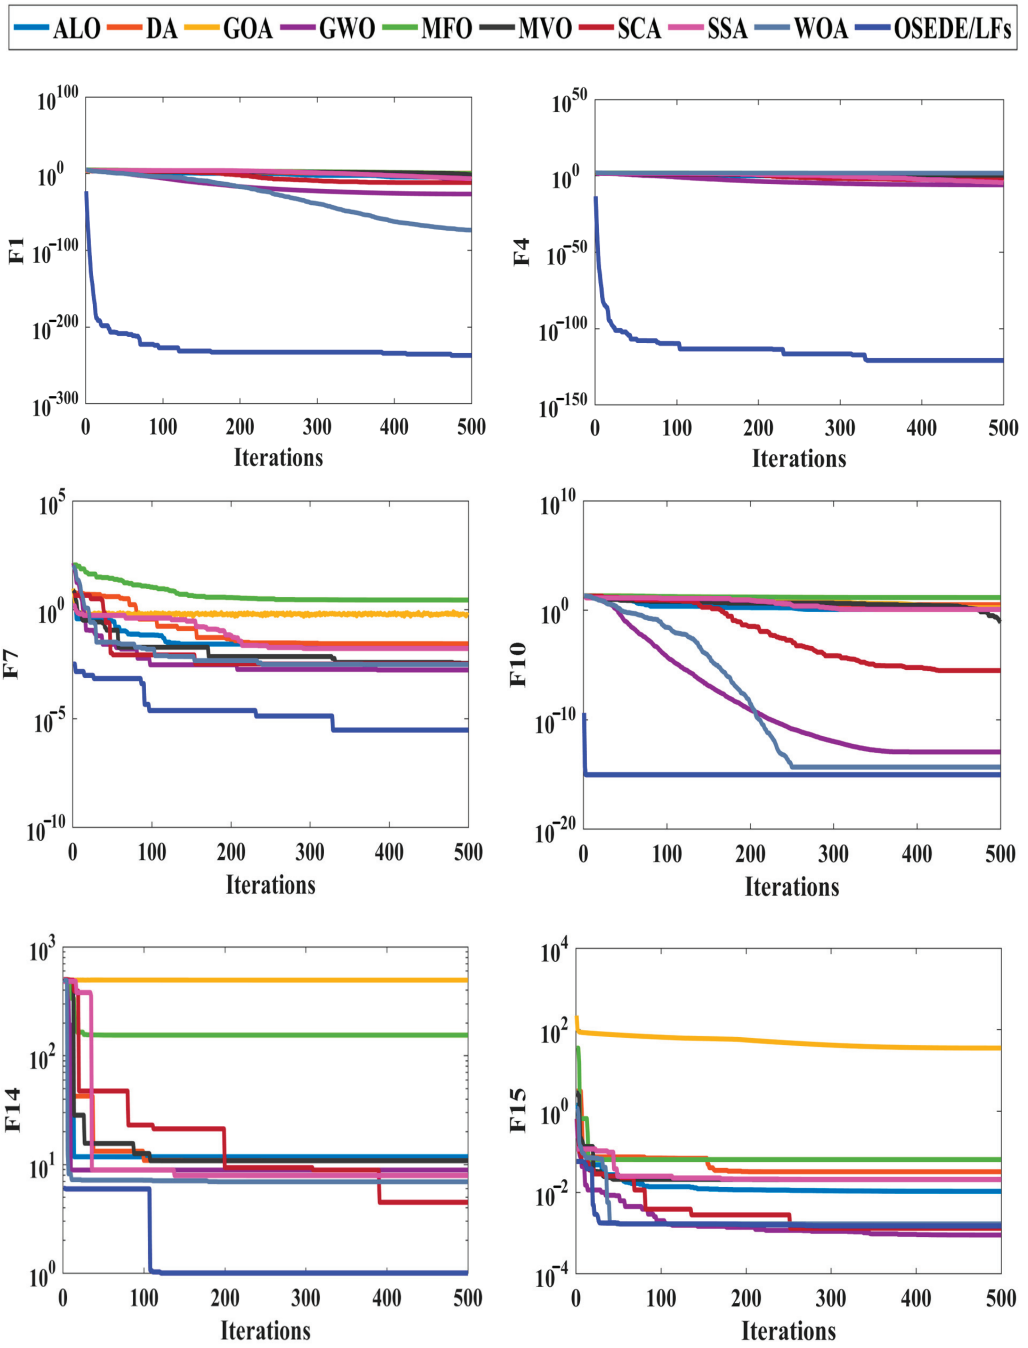 ALO DA GOA GWO MFO MVO SCA SSA WOA OSEDE/LFs
10^100
10^0
10^-100
10^-200
10^-300
F1
0 100 200 300 400 500
Iterations
10^50
10^0
10^-50
10^-100
10^-150
F4
0 100 200 300 400 500
Iterations
10^5
10^0
10^-5
10^-10
F7
0 100 200 300 400 500
Iterations
10^10
10^0
10^-10
10^-20
F10
0 100 200 300 400 500
Iterations
10^3
10^2
10^1
10^0
F14
0 100 200 300 400 500
Iterations
10^4
10^2
10^0
10^-2
10^-4
F15
0 100 200 300 400 500
Iterations